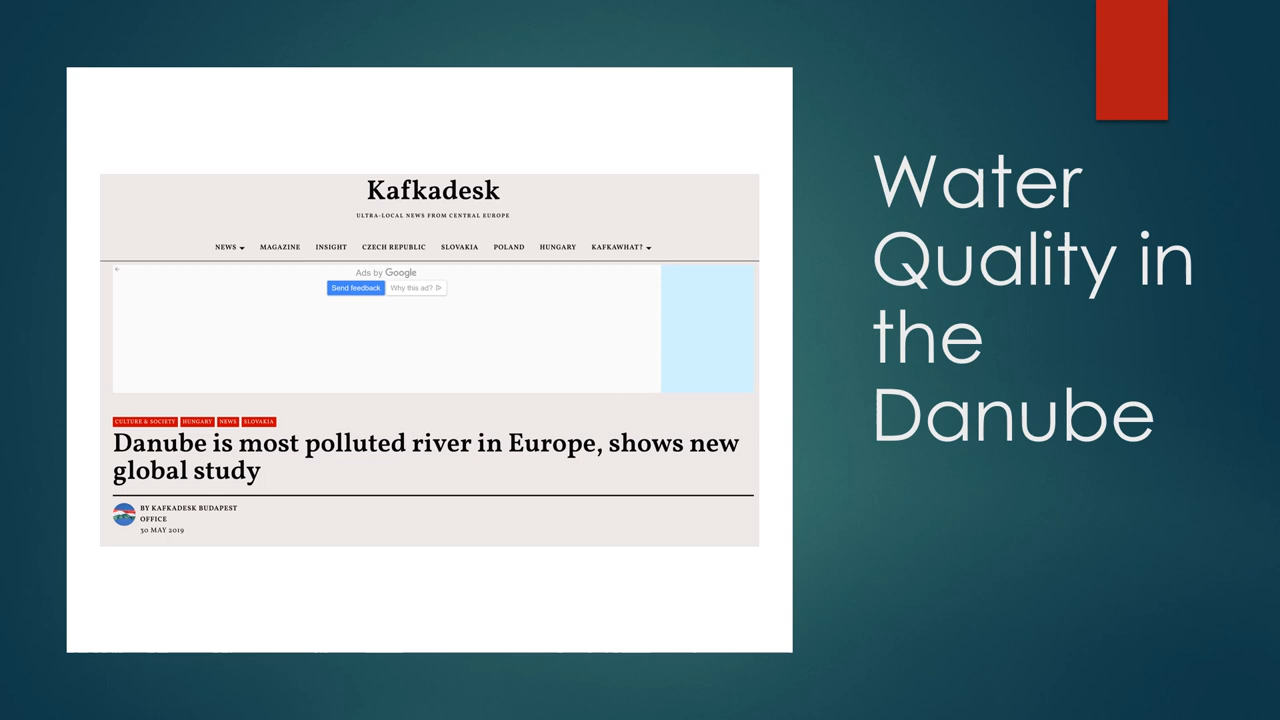 Kafkadesk
ULTRA-LOCAL NEWS FROM CENTRAL EUROPE
NEWS MAGAZINE INSIGHT CZECH REPUBLIC SLOVAKIA POLAND HUNGARY KAFKAWHAT?
Ads by Google
Send feedback Why this ad?
CULTURE & SOCIETY HUNGARY NEWS SLOVAKIA
Danube is most polluted river in Europe, shows new
global study
BY KAFKADESK BUDAPEST
OFFICE
30 MAY 2019
Water
Quality in
the
Danube